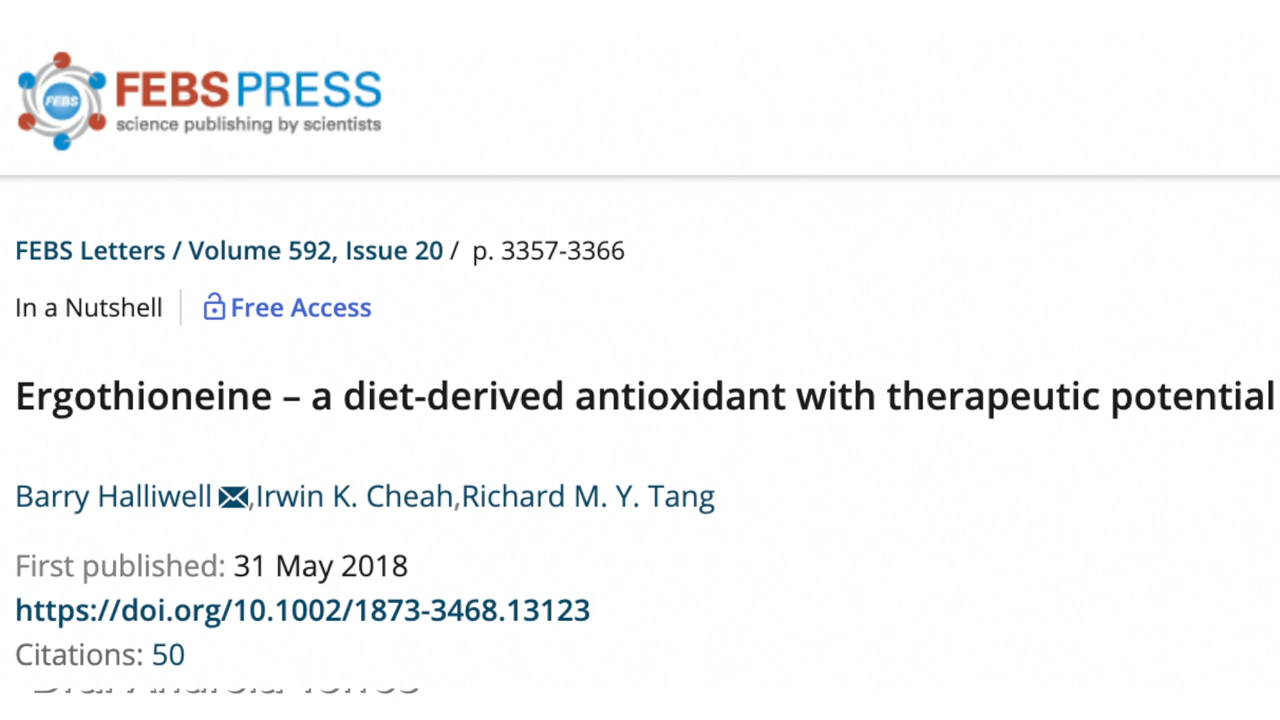 FEBS
FEBS PRESS
science publishing by scientists
FEBS Letters / Volume 592, Issue 20 / p. 3357-3366
In a Nutshell Free Access
Ergothioneine – a diet-derived antioxidant with therapeutic potential
Barry Halliwell ,Irwin K. Cheah,Richard M. Y. Tang
First published: 31 May 2018
https://doi.org/10.1002/1873-3468.13123
Citations: 50